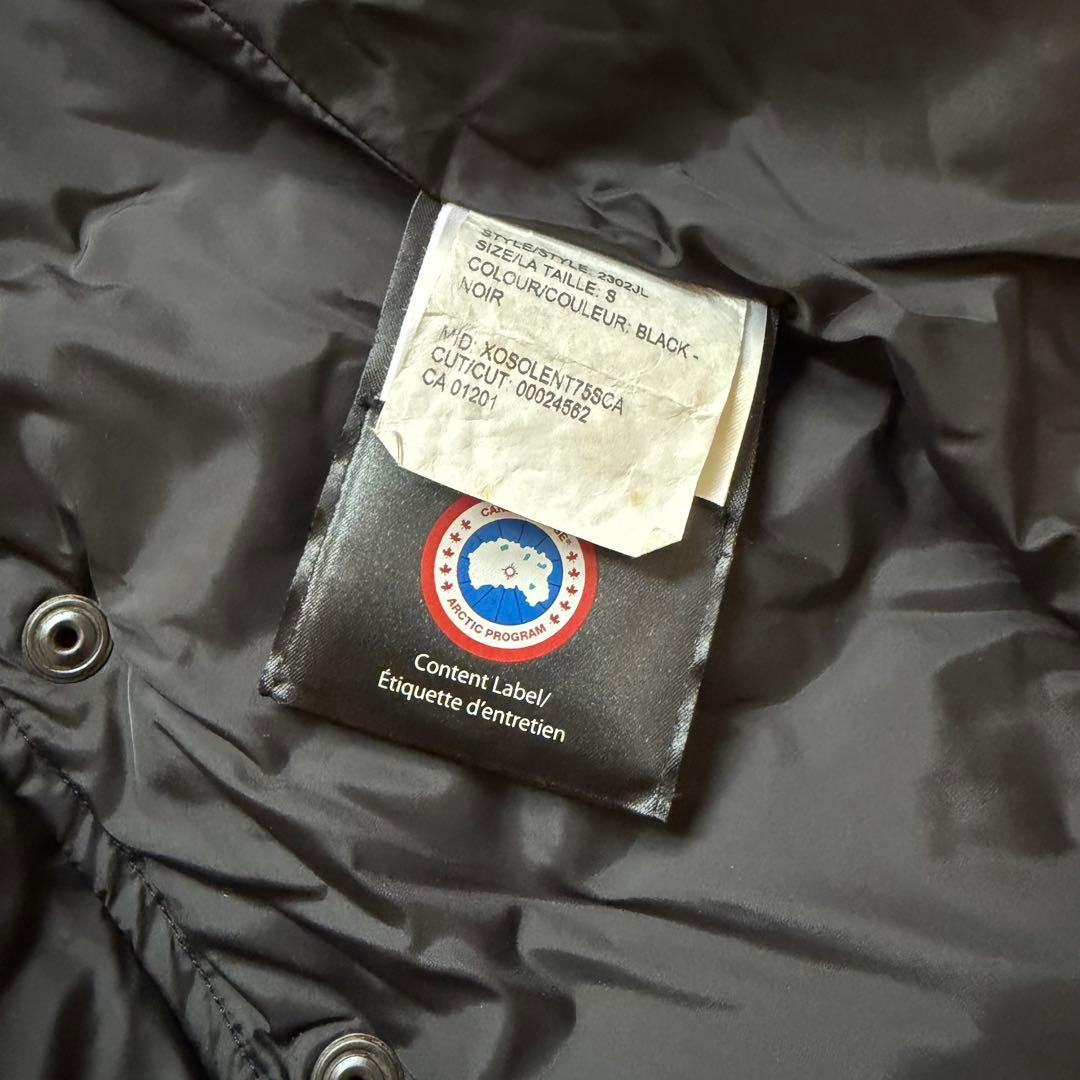 STYLE/STYLE: 2302JL
SIZE/LA TAILLE: S
COLOUR/COULEUR: BLACK -
NOIR
MID: XOSOLENT75SCA
CUT/CUT: 00024562
CA 01201
ARCTIC PROGRAM
Content Label/
Étiquette d'entretien